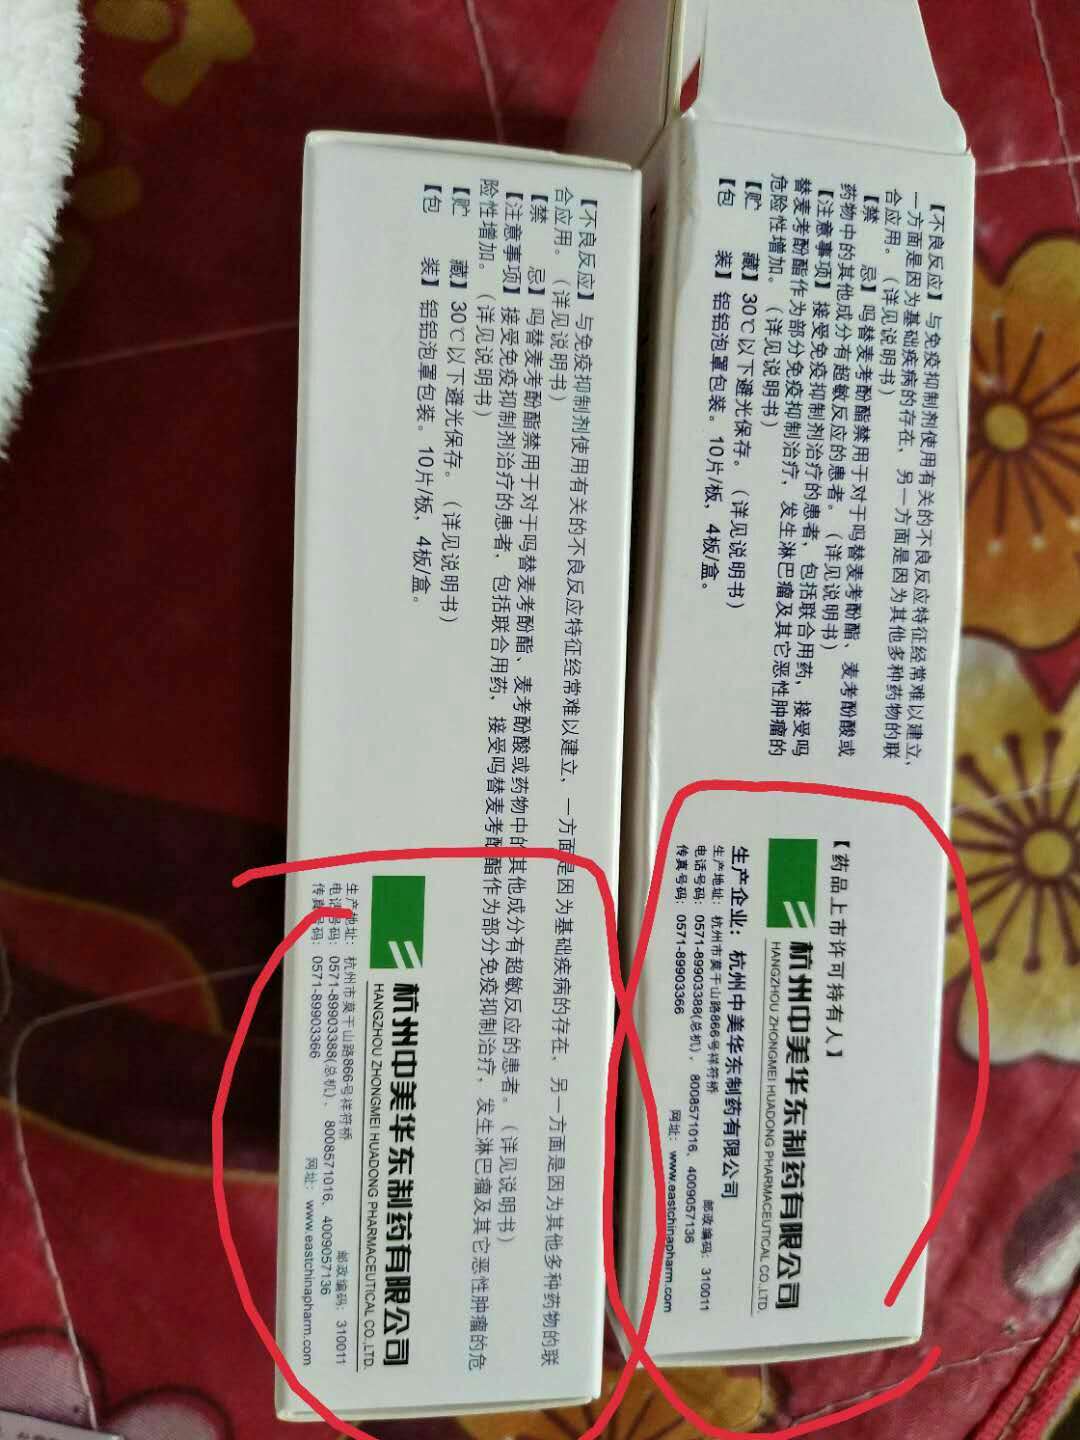 【不良反应】与免疫抑制剂使用有关的不良反应特征经常难以建立，
一方面是因为基础疾病的存在，另一方面是因为其他多种药物的联
合应用。（详见说明书）
【禁　　忌】吗替麦考酚酯禁用于对于吗替麦考酚酯、麦考酚酸或
药物中的其他成分有超敏反应的患者。（详见说明书）
【注意事项】接受免疫抑制剂治疗的患者，包括联合用药，接受吗
替麦考酚酯作为部分免疫抑制治疗，发生淋巴瘤及其它恶性肿瘤的
危险性增加。（详见说明书）
【贮　　藏】30℃以下避光保存。（详见说明书）
【包　　装】铝铝泡罩包装。10片/板，4板/盒。
【药品上市许可持有人】
杭州中美华东制药有限公司
HANGZHOU ZHONGMEI HUADONG PHARMACEUTICAL CO.,LTD.
生产企业：杭州中美华东制药有限公司
生产地址：杭州市莫干山路866号祥符桥　邮政编码：310011
电话号码：0571-89903388(总机)、8008571016、4009057136
传真号码：0571-89903366　网址：www.eastchinapharm.com
【不良反应】与免疫抑制剂使用有关的不良反应特征经常难以建立，一方面是因为基础疾病的存在，另一方面是因为其他多种药物的联
合应用。（详见说明书）
【禁　　忌】吗替麦考酚酯禁用于对于吗替麦考酚酯、麦考酚酸或药物中的其他成分有超敏反应的患者。（详见说明书）
【注意事项】接受免疫抑制剂治疗的患者，包括联合用药，接受吗替麦考酚酯作为部分免疫抑制治疗，发生淋巴瘤及其它恶性肿瘤的危
险性增加。（详见说明书）
【贮　　藏】30℃以下避光保存。（详见说明书）
【包　　装】铝铝泡罩包装。10片/板，4板/盒。
杭州中美华东制药有限公司
HANGZHOU ZHONGMEI HUADONG PHARMACEUTICAL CO.,LTD.
生产地址：杭州市莫干山路866号祥符桥　邮政编码：310011
电话号码：0571-89903388(总机)、8008571016、4009057136
传真号码：0571-89903366　网址：www.eastchinapharm.com